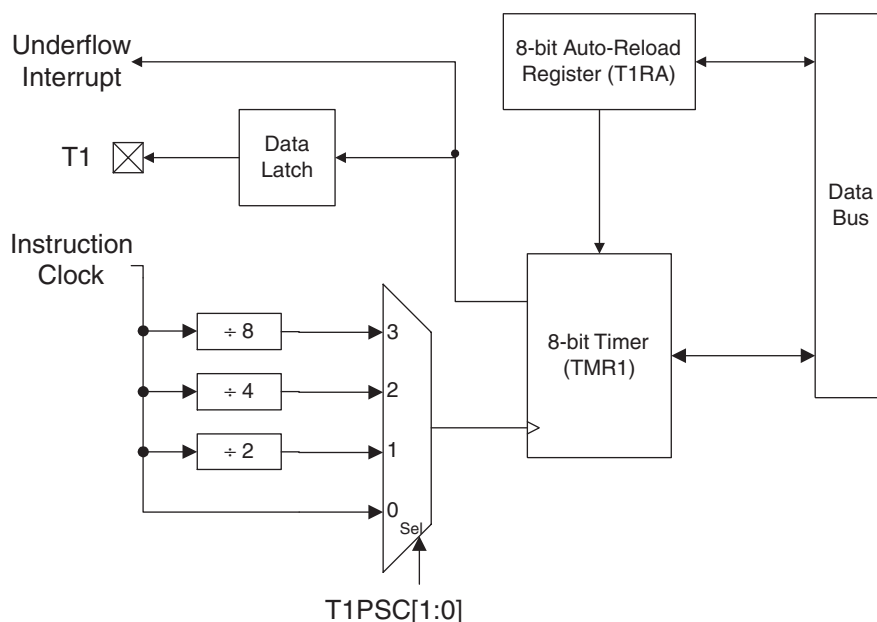 Underflow
Interrupt
8-bit Auto-Reload
Register (T1RA)
T1
Data
Latch
Data
Bus
Instruction
Clock
÷ 8
3
8-bit Timer
(TMR1)
÷ 4
2
÷ 2
1
0
Sel
T1PSC[1:0]